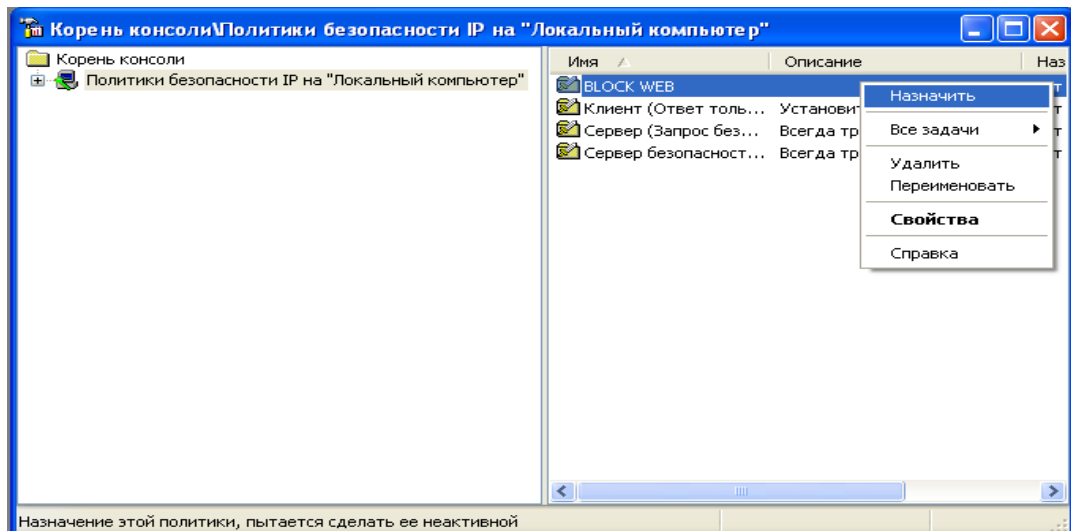 Корень консоли\Политики безопасности IP на "Локальный компьютер"
Корень консоли
Политики безопасности IP на "Локальный компьютер"
Имя Описание Наз
BLOCK WEB
Клиент (Ответ толь... Установит
Сервер (Запрос без... Всегда тр
Сервер безопасност... Всегда тр
Назначить
Все задачи
Удалить
Переименовать
Свойства
Справка
Назначение этой политики, пытается сделать ее неактивной